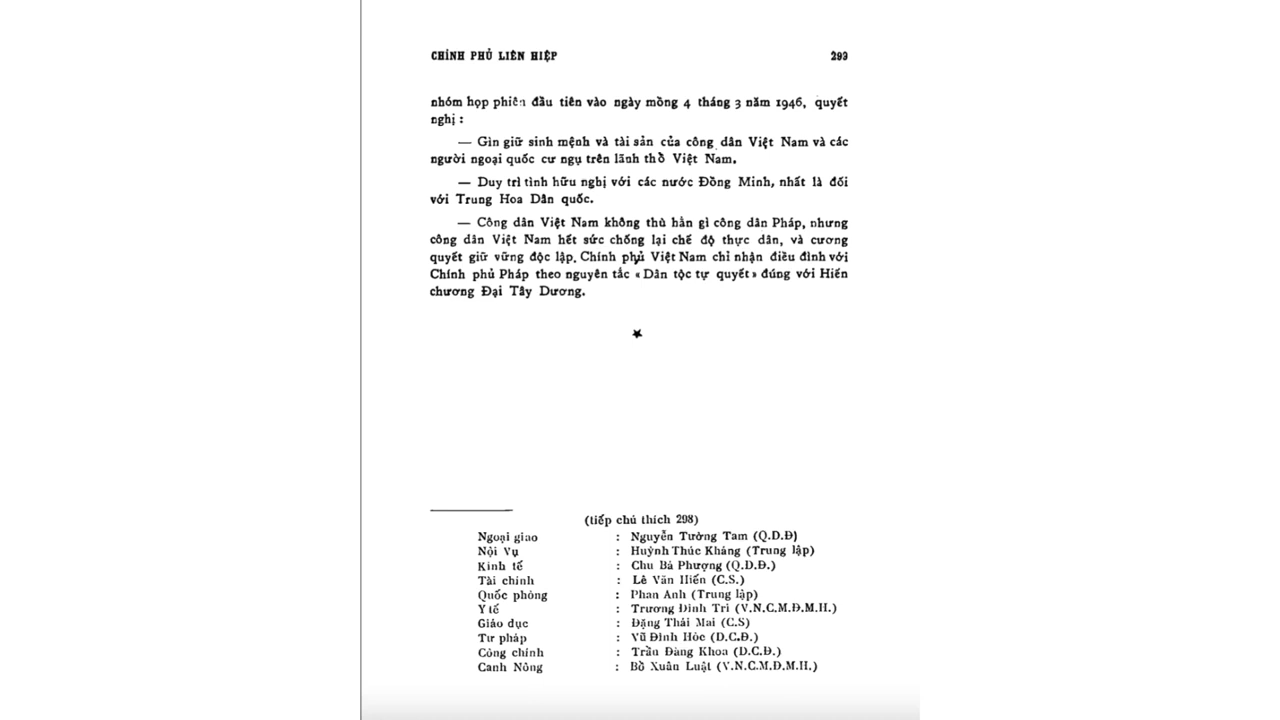 CHÍNH PHỦ LIÊN HIỆP 293
nhóm họp phiên đầu tiên vào ngày mồng 4 tháng 3 năm 1946, quyết
nghị :
— Gìn giữ sinh mệnh và tài sản của công dân Việt Nam và các
người ngoại quốc cư ngụ trên lãnh thổ Việt Nam.
— Duy trì tình hữu nghị với các nước Đồng Minh, nhất là đối
với Trung Hoa Dân quốc.
— Công dân Việt Nam không thù hằn gì công dân Pháp, nhưng
công dân Việt Nam hết sức chống lại chế độ thực dân, và cương
quyết giữ vững độc lập. Chính phủ Việt Nam chỉ nhận điều đình với
Chính phủ Pháp theo nguyên tắc « Dân tộc tự quyết » đúng với Hiến
chương Đại Tây Dương.
(tiếp chú thích 298)
Ngoại giao : Nguyễn Tường Tam (Q.D.Đ)
Nội Vụ : Huỳnh Thúc Kháng (Trung lập)
Kinh tế : Chu Bá Phượng (Q.D.Đ.)
Tài chính : Lê Văn Hiến (C.S.)
Quốc phòng : Phan Anh (Trung lập)
Y tế : Trương Đình Tri (V.N.C.M.Đ.M.H.)
Giáo dục : Đặng Thái Mai (C.S)
Tư pháp : Vũ Đình Hòe (D.C.Đ.)
Công chính : Trần Đăng Khoa (D.C.Đ.)
Canh Nông : Bồ Xuân Luật (V.N.C.M.Đ.M.H.)